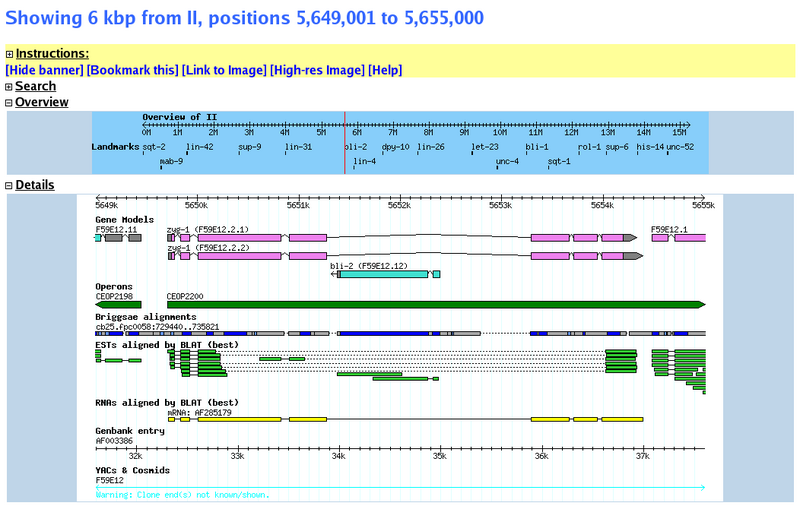 Showing 6 kbp from II, positions 5,649,001 to 5,655,000
Instructions:
[Hide banner] [Bookmark this] [Link to Image] [High-res Image] [Help]
Search
Overview
Overview of II
0M 1M 2M 3M 4M 5M 6M 7M 8M 9M 10M 11M 12M 13M 14M 15M
Landmarks sqt-2 lin-42 sup-9 lin-31 bli-2 dpy-10 lin-26 let-23 bli-1 rol-1 sup-6 his-14 unc-52
mab-9 lin-4 unc-4 sqt-1
Details
5649k 5650k 5651k 5652k 5653k 5654k 5655k
Gene Models
F59E12.11 zyg-1 (F59E12.2.1) F59E12.1
zyg-1 (F59E12.2.2)
bli-2 (F59E12.12)
Operons
CEOP2198 CEOP2200
Briggsae alignments
cb25.fpc0058:729440..735821
ESTs aligned by BLAT (best)
RNAs aligned by BLAT (best)
mRNA: AF285179
Genbank entry
AF003386
32k 33k 34k 35k 36k 37k
YACs & Cosmids
F59E12
Warning: Clone end(s) not known/shown.